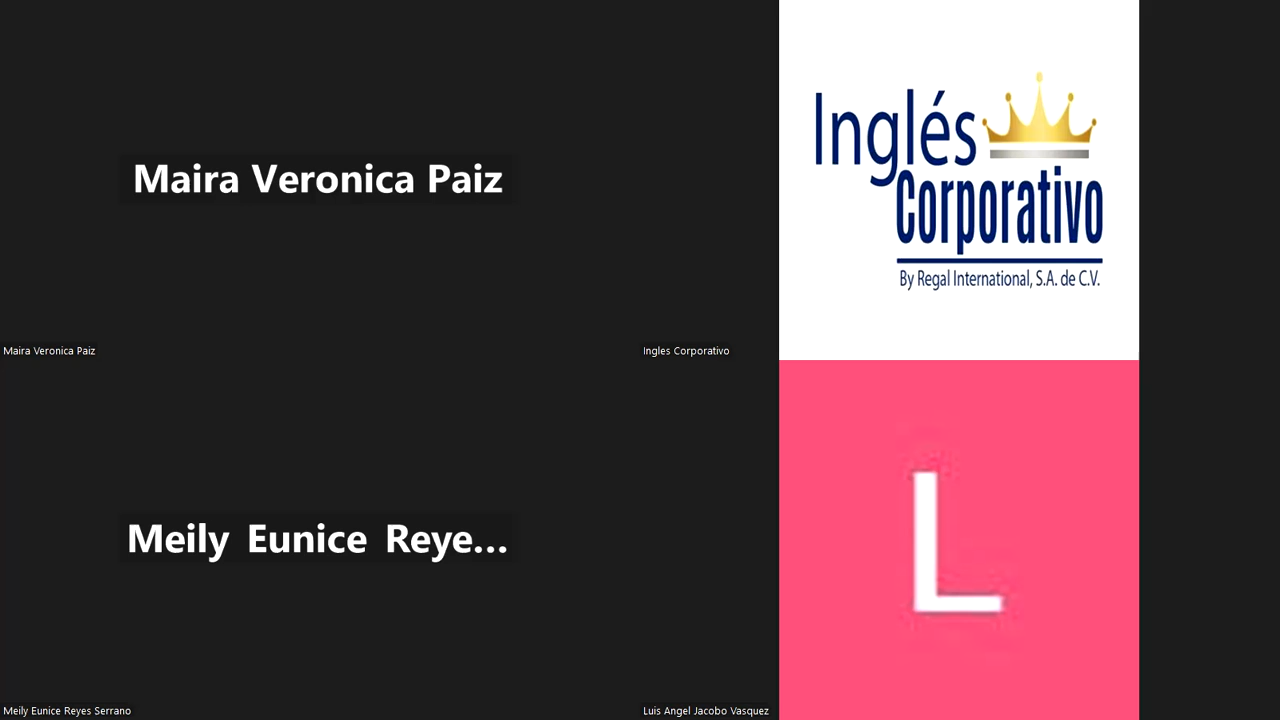 Maira Veronica Paiz
Maira Veronica Paiz
Inglés
Corporativo
By Regal International, S.A. de C.V.
Ingles Corporativo
Meily Eunice Reye...
Meily Eunice Reyes Serrano
L
Luis Angel Jacobo Vasquez